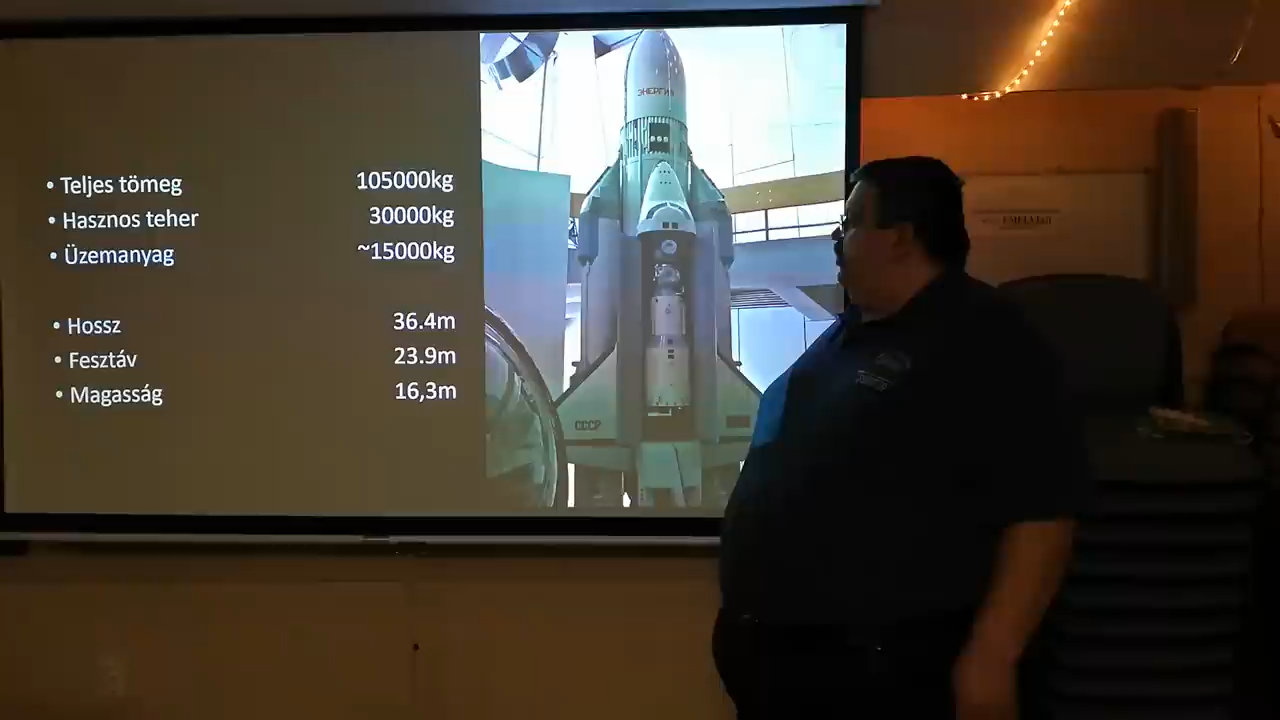 • Teljes tömeg 105000kg
• Hasznos teher 30000kg
• Üzemanyag ~15000kg
• Hossz 36.4m
• Fesztáv 23.9m
• Magasság 16,3m
ЭНЕРГИЯ
СССР